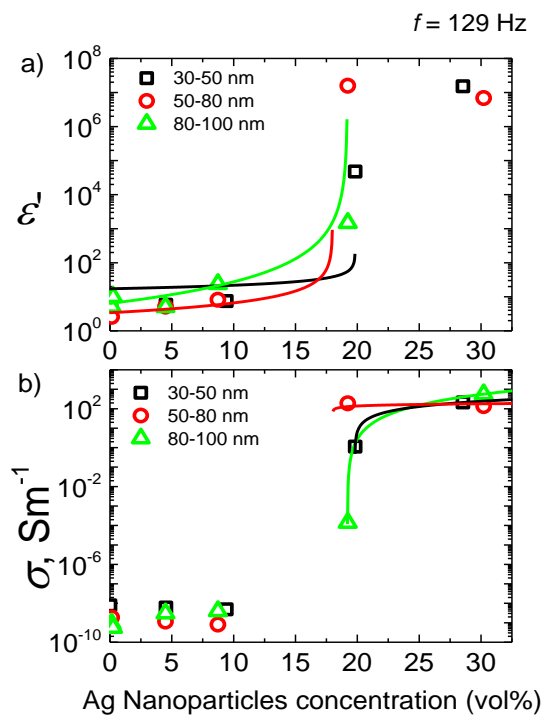 f = 129 Hz
a)
10^8
10^6
10^4
10^2
10^0
ε'
30-50 nm
50-80 nm
80-100 nm
0 5 10 15 20 25 30
b)
10^2
10^-2
10^-6
10^-10
σ, Sm^-1
30-50 nm
50-80 nm
80-100 nm
0 5 10 15 20 25 30
Ag Nanoparticles concentration (vol%)